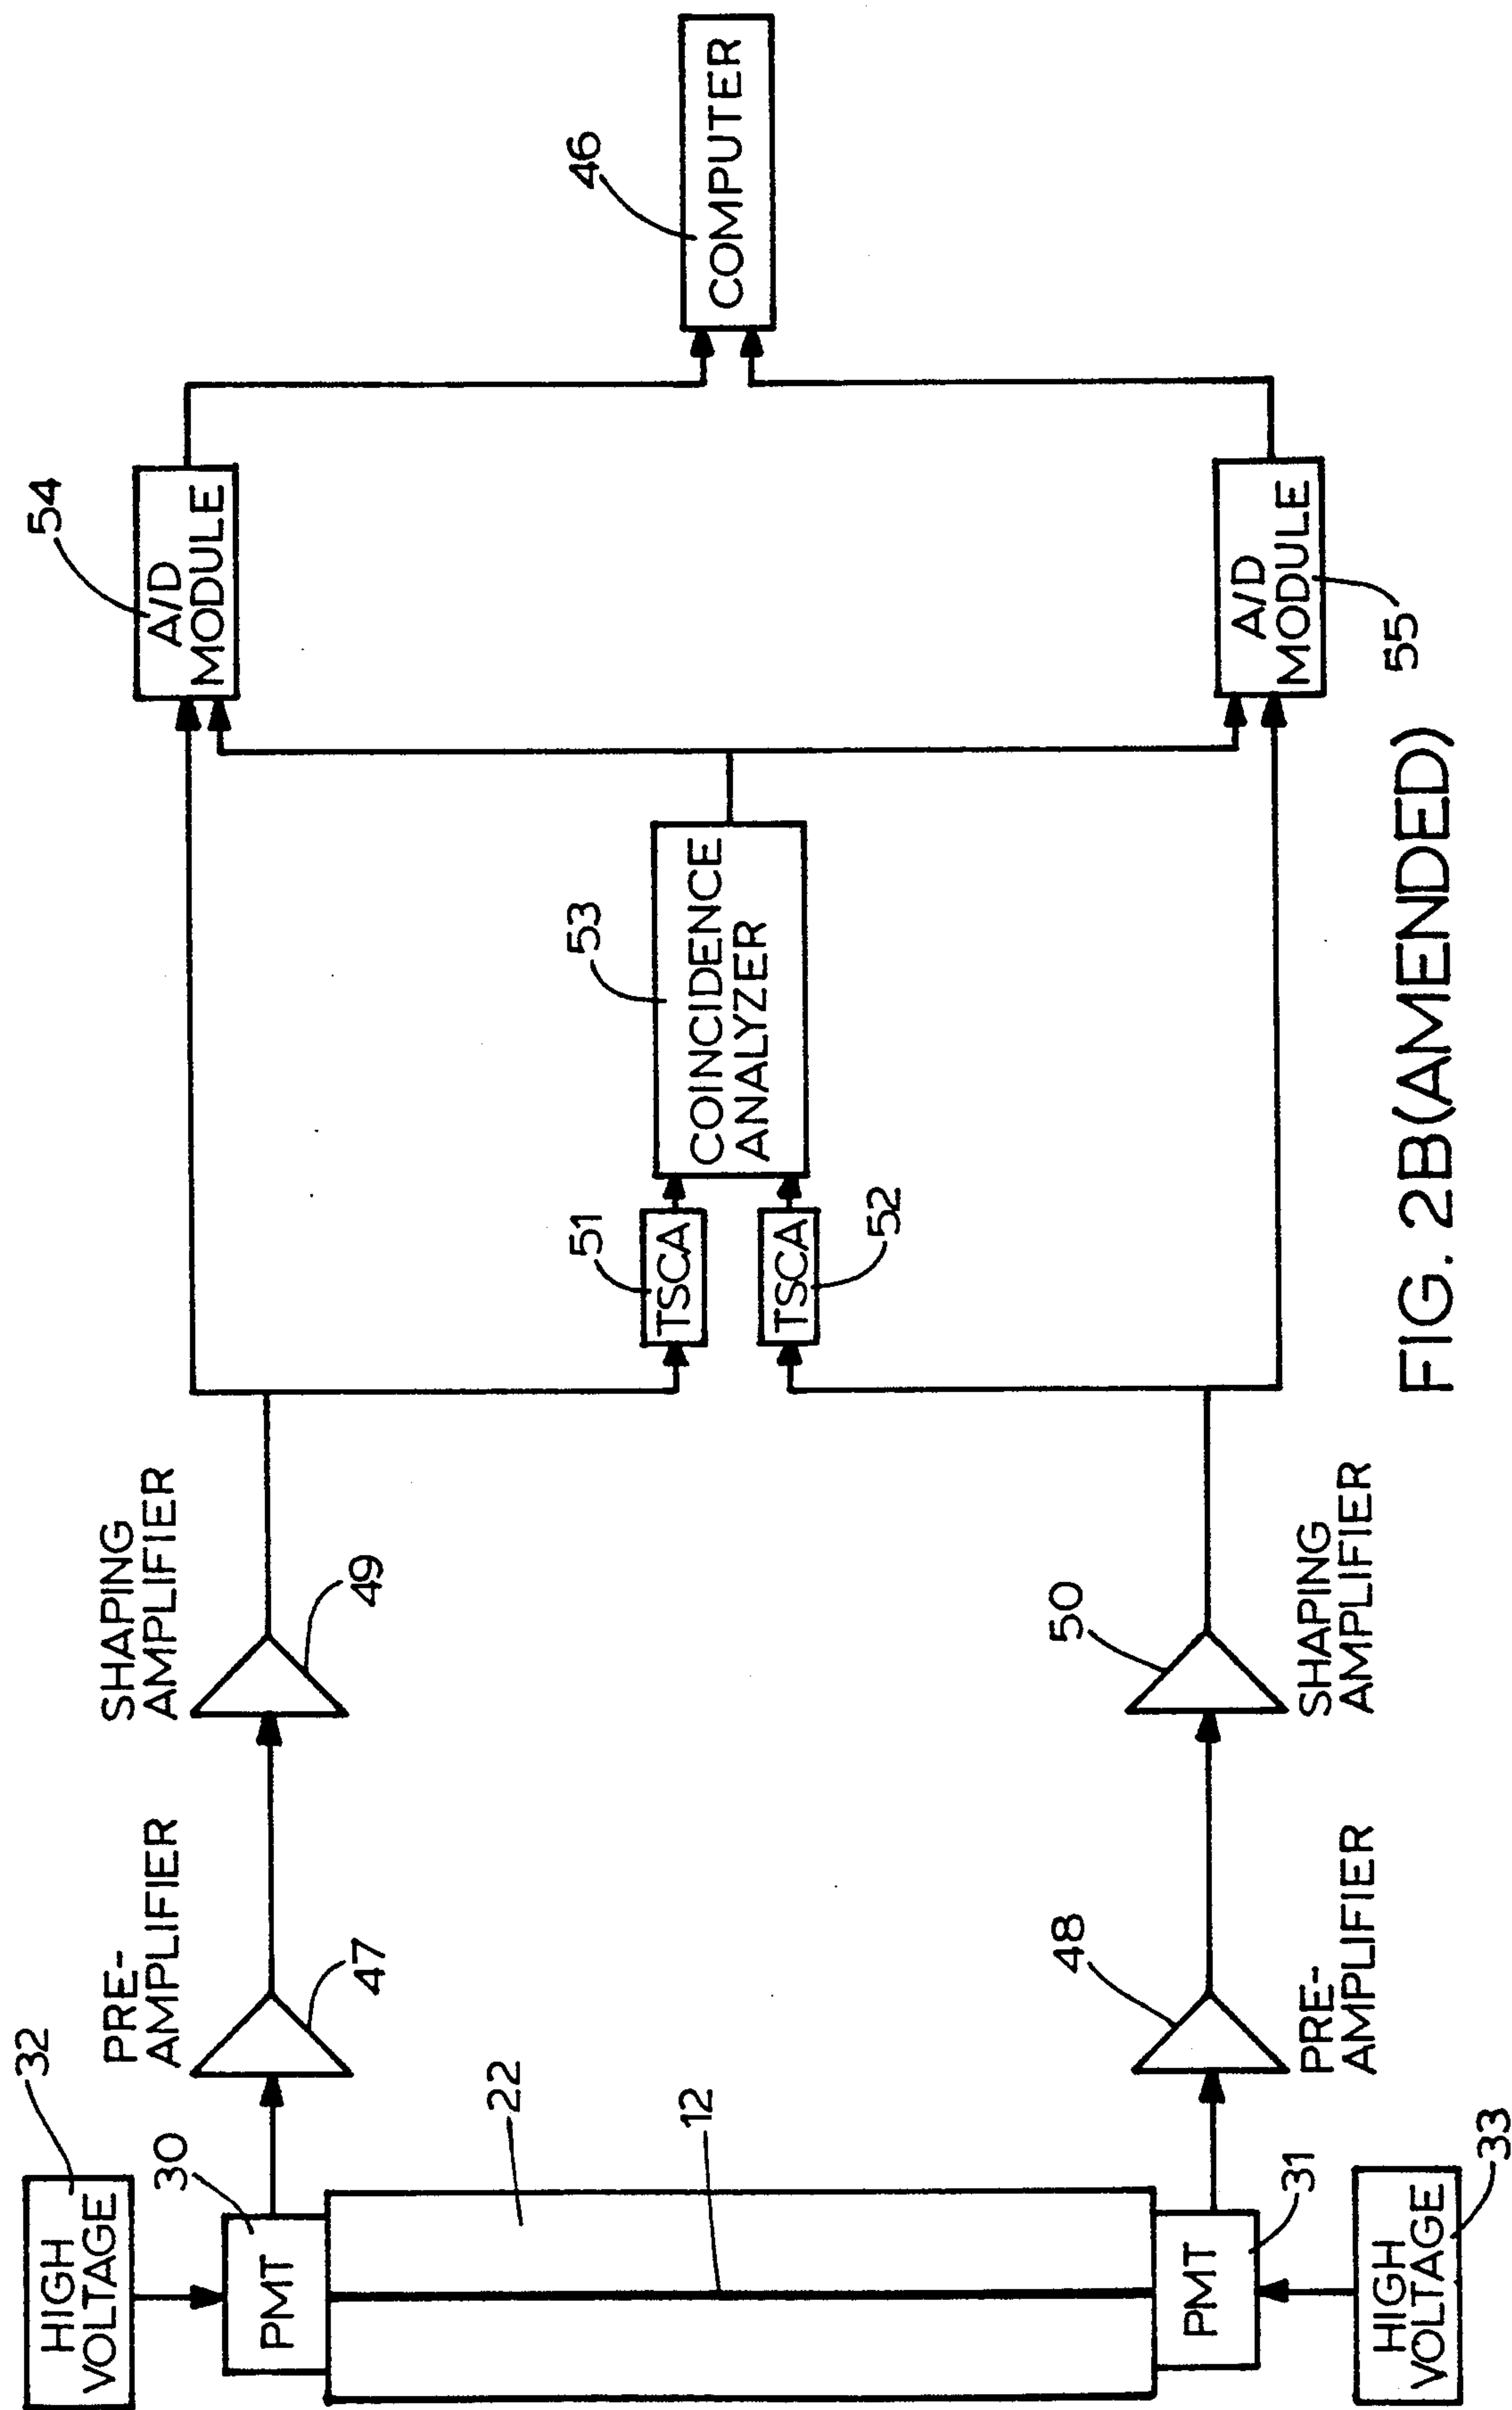 32
HIGH
VOLTAGE
30
PMT
PRE-
AMPLIFIER
47
SHAPING
AMPLIFIER
49
54
A/D
MODULE
22
12
51
TSCA
TSCA
52
53
COINCIDENCE
ANALYZER
46
COMPUTER
PMT
31
HIGH
VOLTAGE
33
48
PRE-
AMPLIFIER
50
SHAPING
AMPLIFIER
A/D
MODULE
55
FIG. 2B(AMENDED)